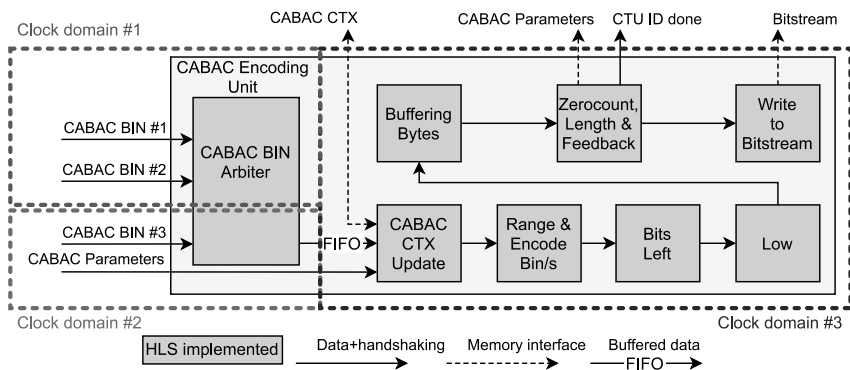 CABAC CTX
CABAC Parameters
CTU ID done
Bitstream
Clock domain #1
CABAC Encoding
Unit
CABAC BIN #1
CABAC BIN #2
CABAC BIN
Arbiter
Buffering
Bytes
Zerocount,
Length &
Feedback
Write
to
Bitstream
CABAC BIN #3
CABAC Parameters
FIFO
CABAC
CTX
Update
Range &
Encode
Bin/s
Bits
Left
Low
Clock domain #2
Clock domain #3
HLS implemented
Data+handshaking
Memory interface
Buffered data
FIFO